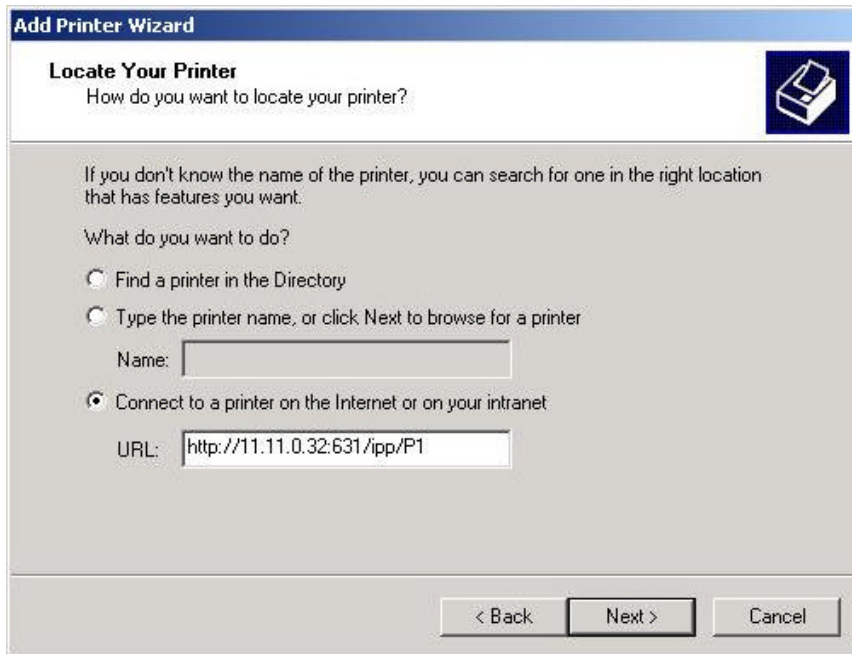 Add Printer Wizard
Locate Your Printer
How do you want to locate your printer?
If you don't know the name of the printer, you can search for one in the right location
that has features you want.
What do you want to do?
Find a printer in the Directory
Type the printer name, or click Next to browse for a printer
Name:
Connect to a printer on the Internet or on your intranet
URL: http://11.11.0.32:631/ipp/P1
< Back Next > Cancel